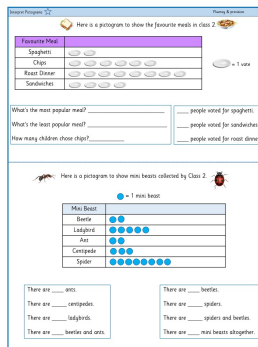 Interpret Pictograms
Fluency & precision
Here is a pictogram to show the favourite meals in class 2.
Favourite Meal
Spaghetti
Chips
Roast Dinner
Sandwiches
= 1 vote
What's the most popular meal? ____________________
What's the least popular meal? ____________________
How many children chose chips?__________
____ people voted for spaghetti.
____ people voted for sandwiches
____ people voted for roast dinne
Here is a pictogram to show mini beasts collected by Class 2.
= 1 mini beast
Mini Beast
Beetle
Ladybird
Ant
Centipede
Spider
There are ____ ants.
There are ____ centipedes.
There are ____ ladybirds.
There are ____ beetles and ants.
There are ____ beetles.
There are ____ spiders.
There are ____ spiders and beetles.
There are ____ mini beasts altogether.